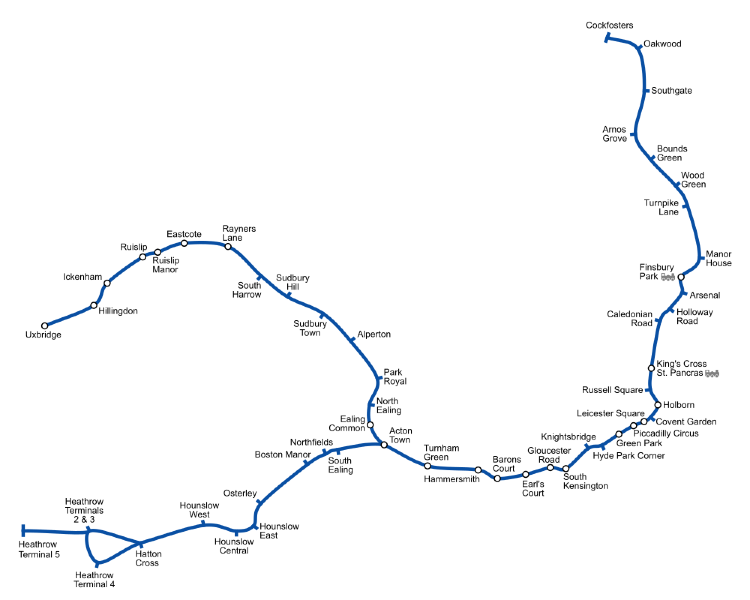 Cockfosters
Oakwood
Southgate
Arnos
Grove
Bounds
Green
Wood
Green
Turnpike
Lane
Manor
House
Finsbury
Park
Arsenal
Holloway
Road
Caledonian
Road
King's Cross
St. Pancras
Russell Square
Holborn
Leicester Square
Covent Garden
Piccadilly Circus
Green Park
Knightsbridge
Hyde Park Corner
Gloucester
Road
South
Kensington
Earl's
Court
Barons
Court
Hammersmith
Turnham
Green
Acton
Town
Ealing
Common
North
Ealing
Park
Royal
Alperton
Sudbury
Town
Sudbury
Hill
South
Harrow
Rayners
Lane
Eastcote
Ruislip
Manor
Ruislip
Ickenham
Hillingdon
Uxbridge
South
Ealing
Northfields
Boston Manor
Osterley
Hounslow
East
Hounslow
Central
Hounslow
West
Hatton
Cross
Heathrow
Terminals
2 & 3
Heathrow
Terminal 4
Heathrow
Terminal 5